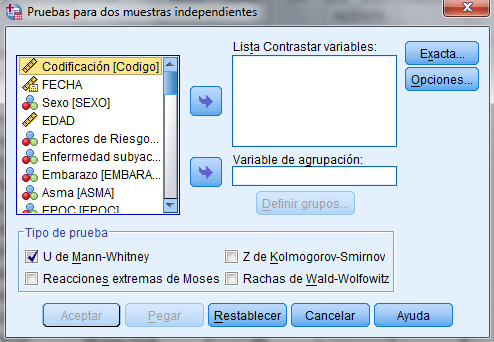 Pruebas para dos muestras independientes
Codificación [Codigo]
FECHA
Sexo [SEXO]
EDAD
Factores de Riesgo...
Enfermedad subyac...
Embarazo [EMBARA...
Asma [ASMA]
EPOC [EPOC]
Lista Contrastar variables:
Exacta...
Opciones...
Variable de agrupación:
Definir grupos...
Tipo de prueba
U de Mann-Whitney
Z de Kolmogorov-Smirnov
Reacciones extremas de Moses
Rachas de Wald-Wolfowitz
Aceptar
Pegar
Restablecer
Cancelar
Ayuda